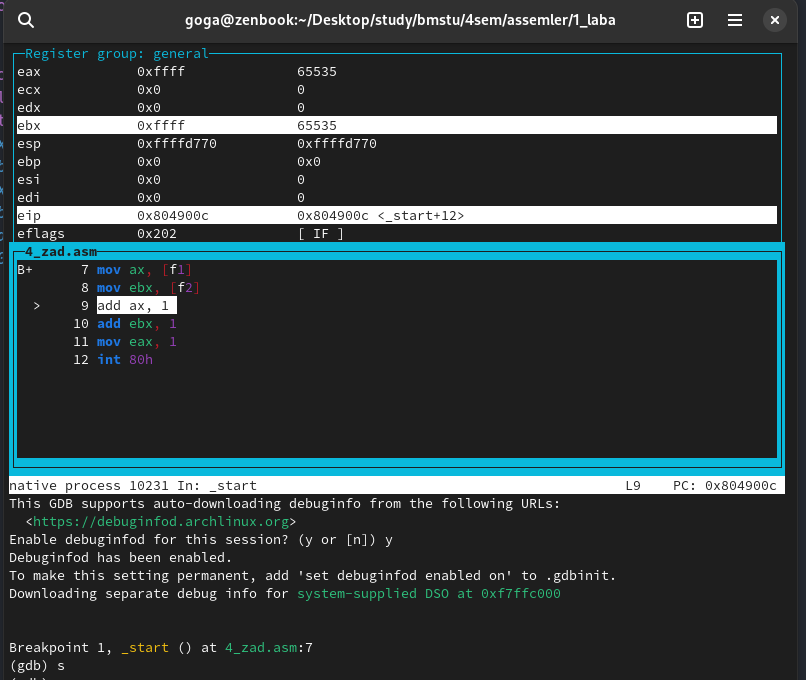 goga@zenbook:~/Desktop/study/bmstu/4sem/assemler/1_laba
Register group: general
eax 0xffff 65535
ecx 0x0 0
edx 0x0 0
ebx 0xffff 65535
esp 0xffffd770 0xffffd770
ebp 0x0 0x0
esi 0x0 0
edi 0x0 0
eip 0x804900c 0x804900c <_start+12>
eflags 0x202 [ IF ]
4_zad.asm
B+ 7 mov ax, [f1]
8 mov ebx, [f2]
> 9 add ax, 1
10 add ebx, 1
11 mov eax, 1
12 int 80h
native process 10231 In: _start L9 PC: 0x804900c
This GDB supports auto-downloading debuginfo from the following URLs:
<https://debuginfod.archlinux.org>
Enable debuginfod for this session? (y or [n]) y
Debuginfod has been enabled.
To make this setting permanent, add 'set debuginfod enabled on' to .gdbinit.
Downloading separate debug info for system-supplied DSO at 0xf7ffc000
Breakpoint 1, _start () at 4_zad.asm:7
(gdb) s